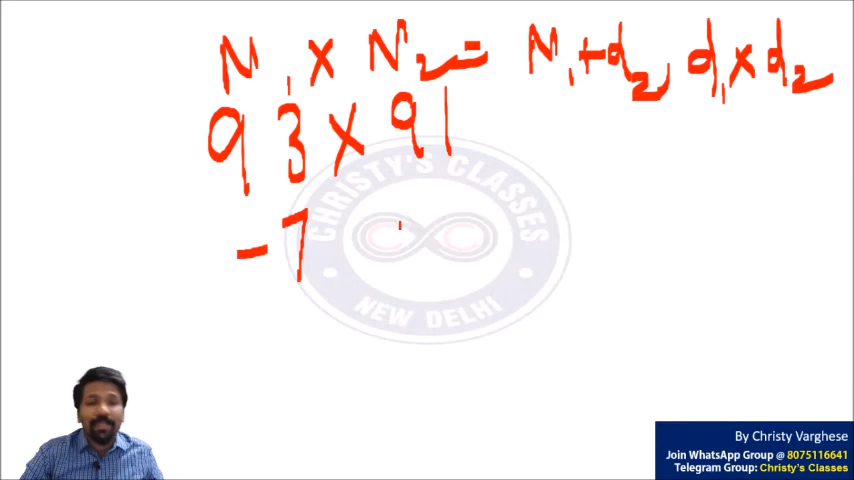 N₁ × N₂ = N₁ + d₂, d₁ × d₂
93 × 91
-7
CHRISTY'S CLASSES
NEW DELHI
By Christy Varghese
Join WhatsApp Group @ 8075116641
Telegram Group: Christy's Classes